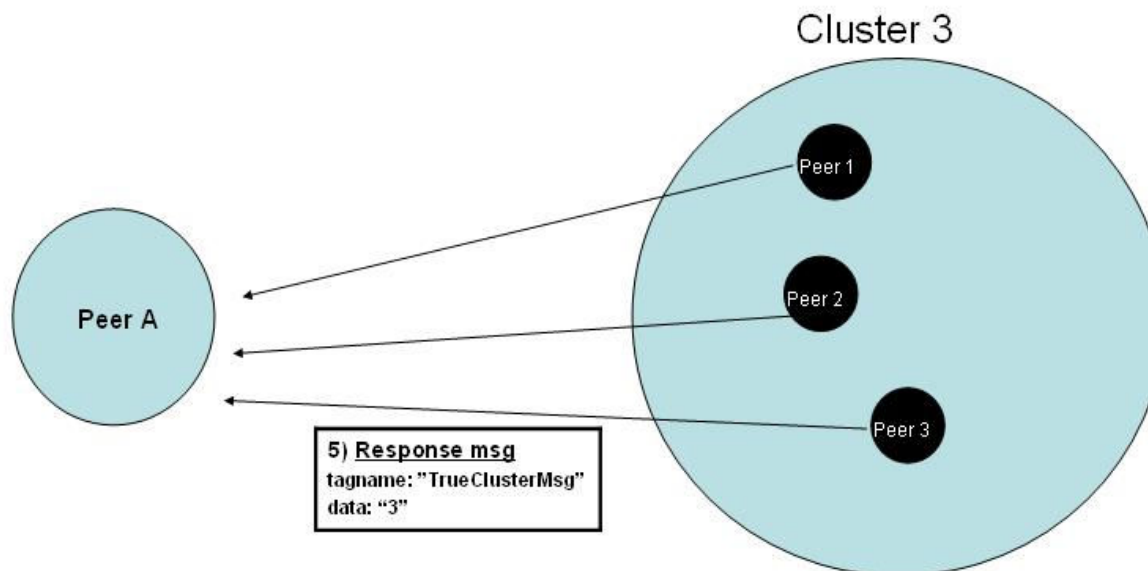 Cluster 3
Peer 1
Peer 2
Peer A
Peer 3
5) Response msg
tagname: ”TrueClusterMsg”
data: “3”